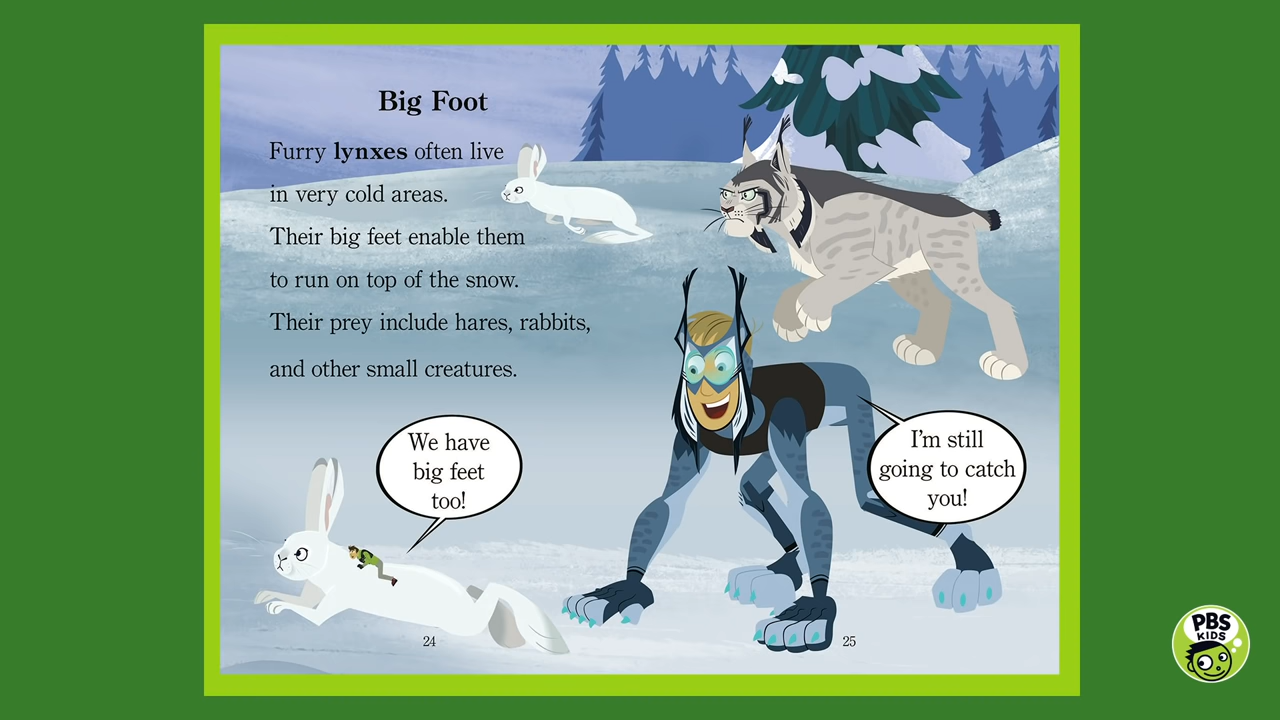 Big Foot
Furry lynxes often live
in very cold areas.
Their big feet enable them
to run on top of the snow.
Their prey include hares, rabbits,
and other small creatures.
We have
big feet
too!
I'm still
going to catch
you!
24
25
PBS
KIDS